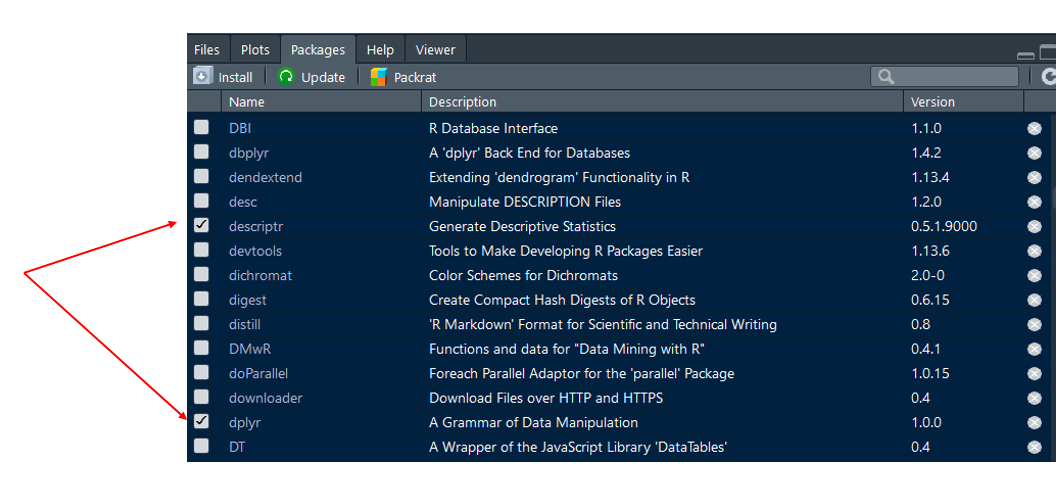 Files Plots Packages Help Viewer
Install Update Packrat
Name Description Version
DBI R Database Interface 1.1.0
dbplyr A 'dplyr' Back End for Databases 1.4.2
dendextend Extending 'dendrogram' Functionality in R 1.13.4
desc Manipulate DESCRIPTION Files 1.2.0
descriptr Generate Descriptive Statistics 0.5.1.9000
devtools Tools to Make Developing R Packages Easier 1.13.6
dichromat Color Schemes for Dichromats 2.0-0
digest Create Compact Hash Digests of R Objects 0.6.15
distill 'R Markdown' Format for Scientific and Technical Writing 0.8
DMwR Functions and data for "Data Mining with R" 0.4.1
doParallel Foreach Parallel Adaptor for the 'parallel' Package 1.0.15
downloader Download Files over HTTP and HTTPS 0.4
dplyr A Grammar of Data Manipulation 1.0.0
DT A Wrapper of the JavaScript Library 'DataTables' 0.4